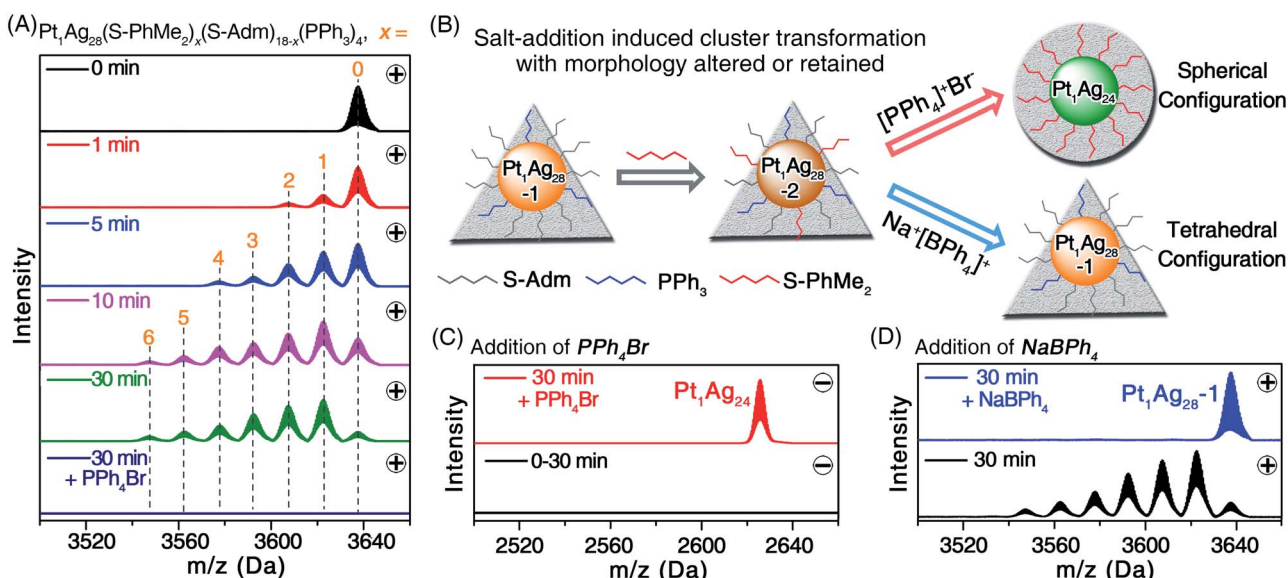 (A)
Pt₁Ag₂₈(S-PhMe₂)ₓ(S-Adm)₁₈₋ₓ(PPh₃)₄, x =
0
0 min
+
1 min
2
1
+
5 min
4
3
+
10 min
6
5
+
30 min
+
30 min
+ PPh₄Br
+
Intensity
3520
3560
3600
3640
m/z (Da)
(B)
Salt-addition induced cluster transformation
with morphology altered or retained
Pt₁Ag₂₈
-1
Pt₁Ag₂₈
-2
[PPh₄]⁺Br⁻
Na⁺[BPh₄]⁺
Pt₁Ag₂₄
Spherical
Configuration
Pt₁Ag₂₈
-1
Tetrahedral
Configuration
S-Adm
PPh₃
S-PhMe₂
(C)
Addition of PPh₄Br
30 min
+ PPh₄Br
Pt₁Ag₂₄
−
0-30 min
−
Intensity
2520
2560
2600
2640
m/z (Da)
(D)
Addition of NaBPh₄
30 min
+ NaBPh₄
Pt₁Ag₂₈-1
+
30 min
+
Intensity
3520
3560
3600
3640
m/z (Da)